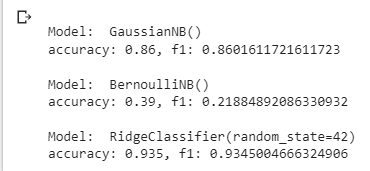 Model:  GaussianNB()
accuracy: 0.86, f1: 0.8601611721611723
Model:  BernoulliNB()
accuracy: 0.39, f1: 0.21884892086330932
Model:  RidgeClassifier(random_state=42)
accuracy: 0.935, f1: 0.9345004666324906